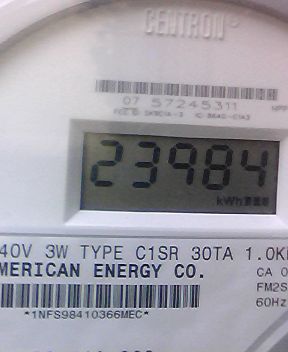 CENTRON
07 57245311
23984
kWh
40V 3W TYPE C1SR 30TA 1.0K
MERICAN ENERGY CO.
CA 0
FM2S
60Hz
*1NFS98410366MEC*